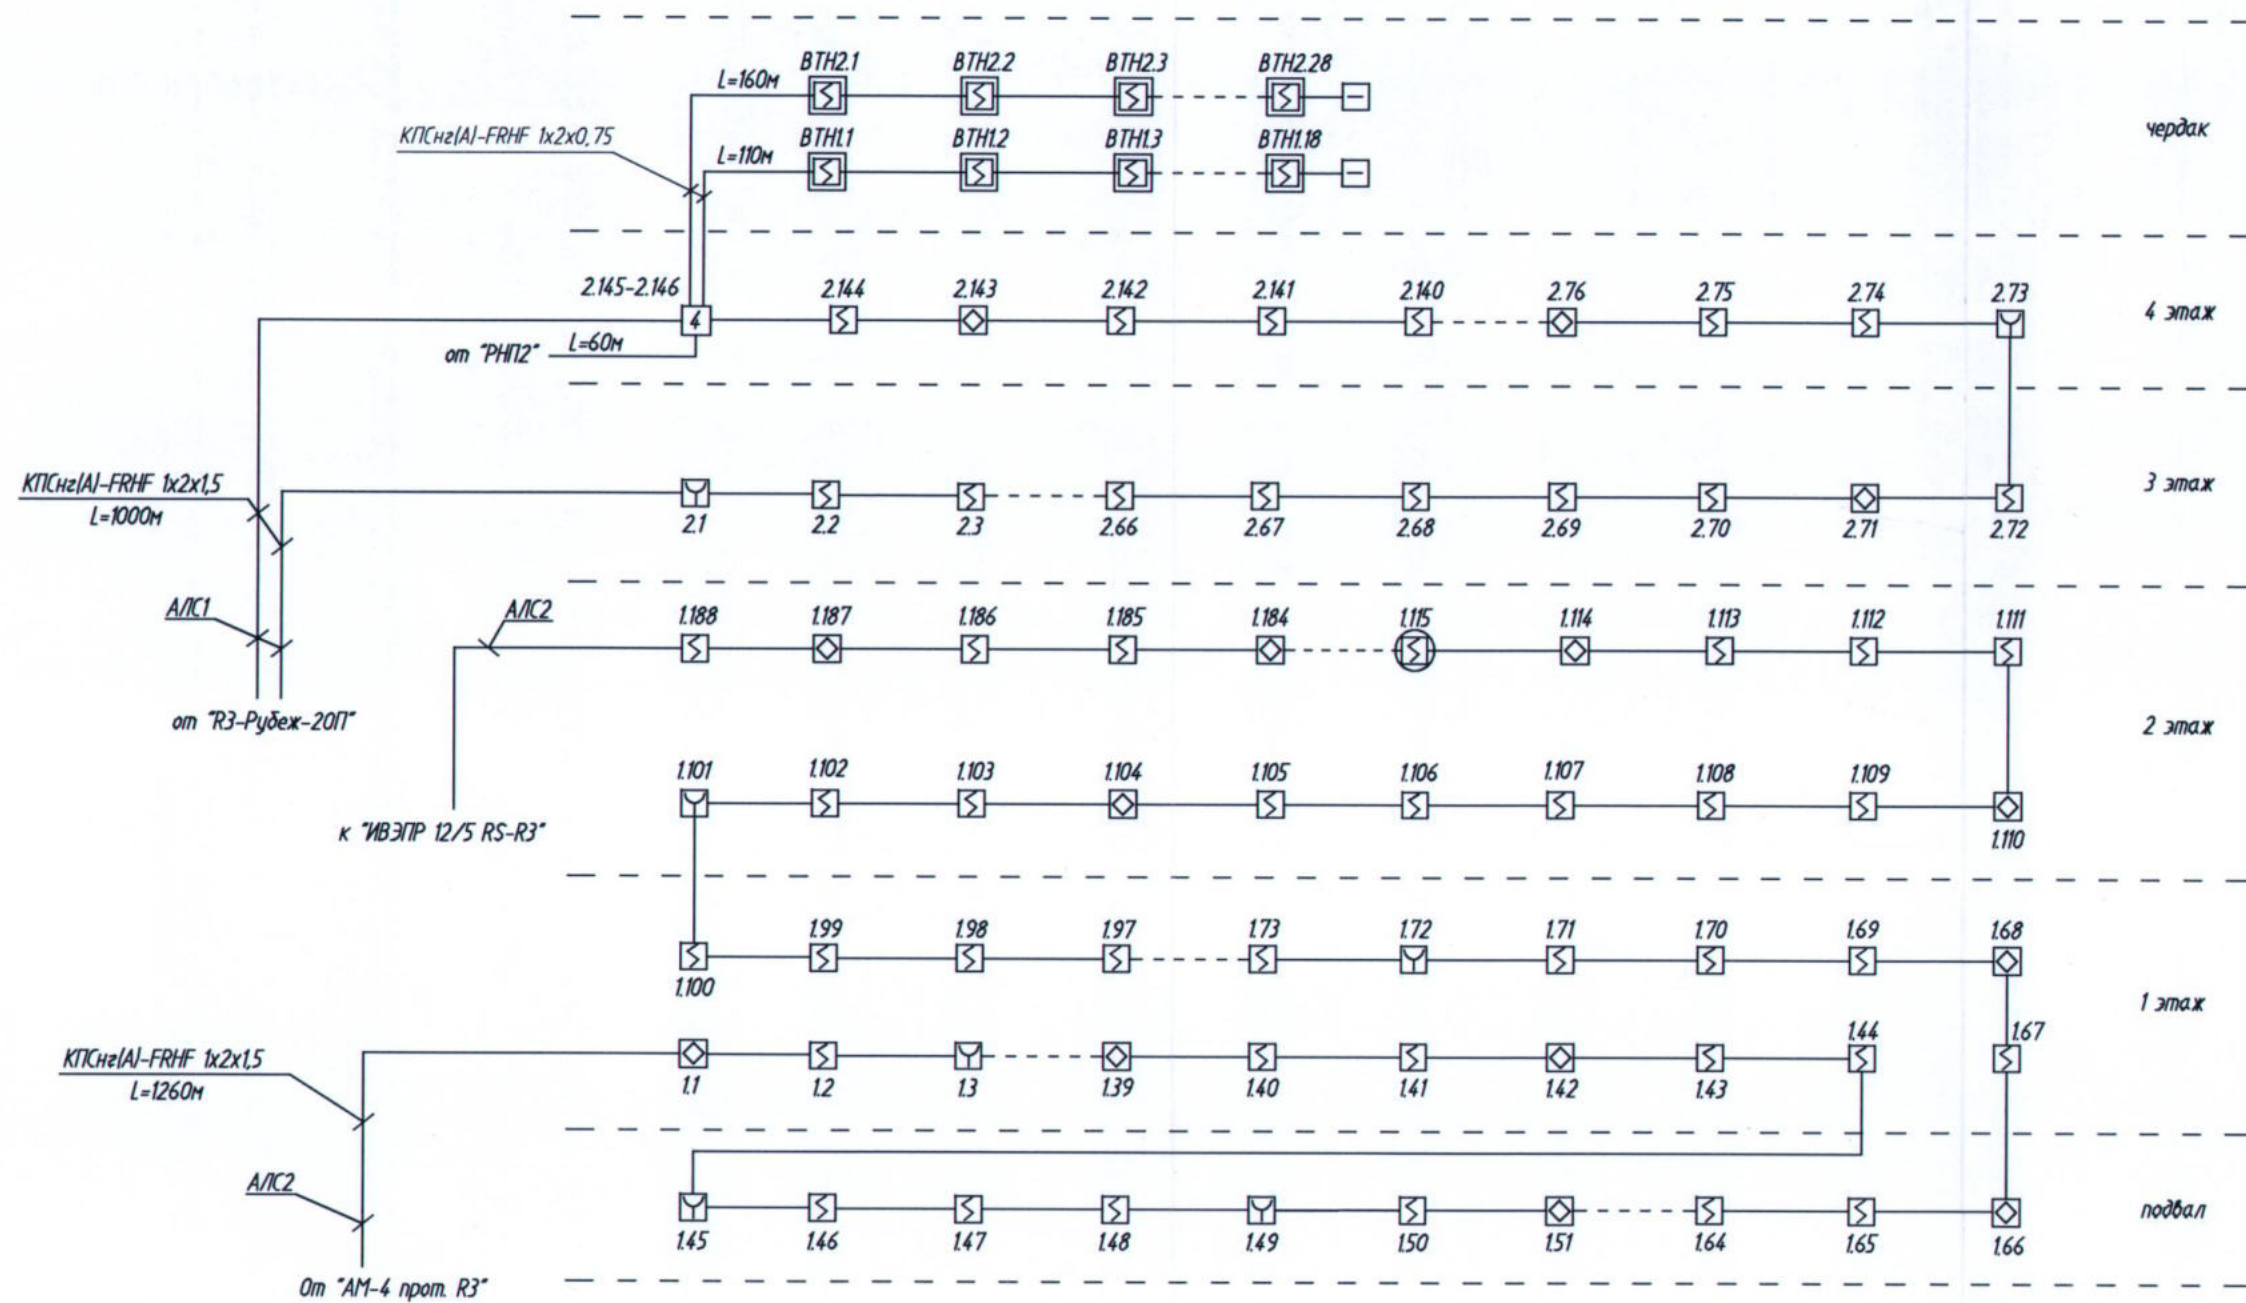 ВТН2.1 ВТН2.2 ВТН2.3 ВТН2.28
L=160м
КПСнг(А)-FRHF 1х2х0,75
ВТН1.1 ВТН1.2 ВТН1.3 ВТН1.18
L=110м
чердак
2.145-2.146 2.144 2.143 2.142 2.141 2.140 2.76 2.75 2.74 2.73
4
4 этаж
от "РНП2" L=60м
КПСнг(А)-FRHF 1х2х1,5
L=1000м
3 этаж
2.1 2.2 2.3 2.66 2.67 2.68 2.69 2.70 2.71 2.72
АЛС1
АЛС2
1.188 1.187 1.186 1.185 1.184 1.115 1.114 1.113 1.112 1.111
от "R3-Рубеж-20П"
2 этаж
1.101 1.102 1.103 1.104 1.105 1.106 1.107 1.108 1.109
к "ИВЭПР 12/5 RS-R3"
1.110
1.99 1.98 1.97 1.73 1.72 1.71 1.70 1.69 1.68
1.100
1 этаж
1.44 1.67
КПСнг(А)-FRHF 1х2х1,5
L=1260м
1.1 1.2 1.3 1.39 1.40 1.41 1.42 1.43
АЛС2
подвал
1.45 1.46 1.47 1.48 1.49 1.50 1.51 1.64 1.65 1.66
От "АМ-4 прот. R3"